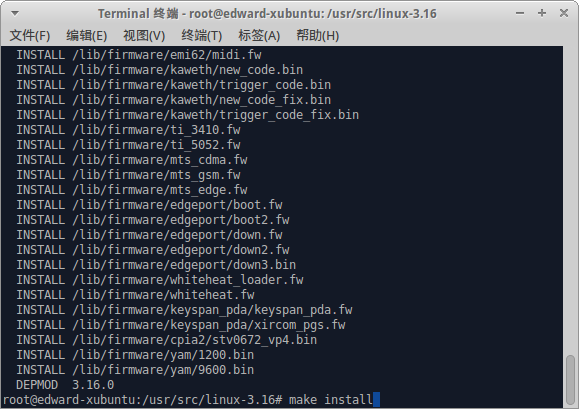 Terminal 终端 - root@edward-xubuntu: /usr/src/linux-3.16
文件(F) 编辑(E) 视图(V) 终端(T) 标签(A) 帮助(H)
INSTALL /lib/firmware/emi62/midi.fw
INSTALL /lib/firmware/kaweth/new_code.bin
INSTALL /lib/firmware/kaweth/trigger_code.bin
INSTALL /lib/firmware/kaweth/new_code_fix.bin
INSTALL /lib/firmware/kaweth/trigger_code_fix.bin
INSTALL /lib/firmware/ti_3410.fw
INSTALL /lib/firmware/ti_5052.fw
INSTALL /lib/firmware/mts_cdma.fw
INSTALL /lib/firmware/mts_gsm.fw
INSTALL /lib/firmware/mts_edge.fw
INSTALL /lib/firmware/edgeport/boot.fw
INSTALL /lib/firmware/edgeport/boot2.fw
INSTALL /lib/firmware/edgeport/down.fw
INSTALL /lib/firmware/edgeport/down2.fw
INSTALL /lib/firmware/edgeport/down3.bin
INSTALL /lib/firmware/whiteheat_loader.fw
INSTALL /lib/firmware/whiteheat.fw
INSTALL /lib/firmware/keyspan_pda/keyspan_pda.fw
INSTALL /lib/firmware/keyspan_pda/xircom_pgs.fw
INSTALL /lib/firmware/cpia2/stv0672_vp4.bin
INSTALL /lib/firmware/yam/1200.bin
INSTALL /lib/firmware/yam/9600.bin
DEPMOD 3.16.0
root@edward-xubuntu:/usr/src/linux-3.16# make install